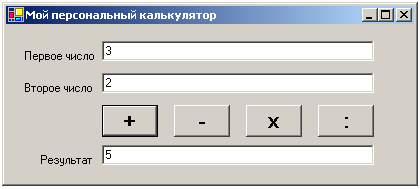 Мой персональный калькулятор
Первое число 3
Второе число 2
+ - x :
Результат 5